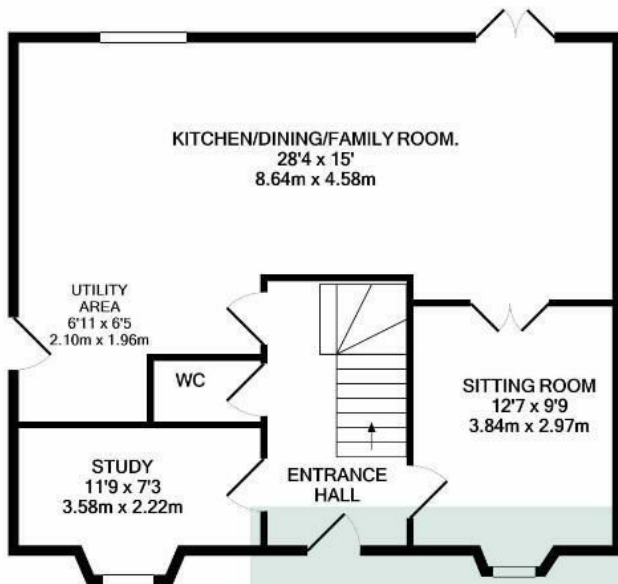 KITCHEN/DINING/FAMILY ROOM.
28'4 x 15'
8.64m x 4.58m
UTILITY
AREA
6'11 x 6'5
2.10m x 1.96m
WC
SITTING ROOM
12'7 x 9'9
3.84m x 2.97m
STUDY
11'9 x 7'3
3.58m x 2.22m
ENTRANCE
HALL